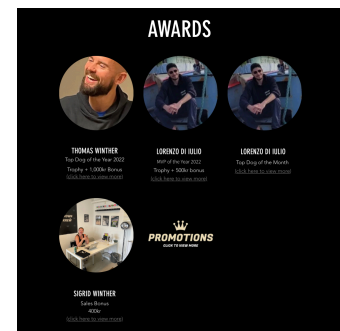 AWARDS
THOMAS WINTHER
Top Dog of the Year 2022
Trophy + 1,000kr Bonus
(click here to view more)
LORENZO DI IULIO
MVP of the Year 2022
Trophy + 500kr bonus
(click here to view more)
LORENZO DI IULIO
Top Dog of the Month
(click here to view more)
SIGRID WINTHER
Sales Bonus
400kr
(click here to view more)
PROMOTIONS
CLICK TO VIEW MORE